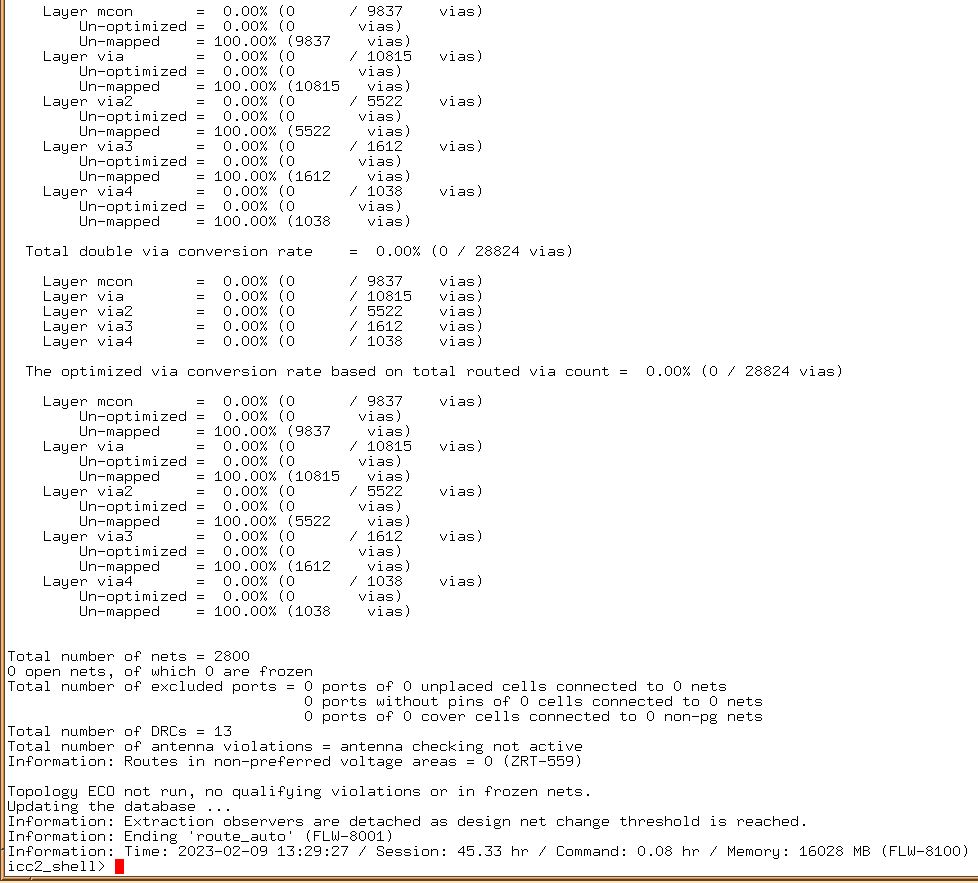 Layer mcon       =  0.00% (0      / 9837    vias)
Un-optimized =  0.00% (0       vias)
Un-mapped    = 100.00% (9837    vias)
Layer via        =  0.00% (0      / 10815   vias)
Un-optimized =  0.00% (0       vias)
Un-mapped    = 100.00% (10815   vias)
Layer via2       =  0.00% (0      / 5522    vias)
Un-optimized =  0.00% (0       vias)
Un-mapped    = 100.00% (5522    vias)
Layer via3       =  0.00% (0      / 1612    vias)
Un-optimized =  0.00% (0       vias)
Un-mapped    = 100.00% (1612    vias)
Layer via4       =  0.00% (0      / 1038    vias)
Un-optimized =  0.00% (0       vias)
Un-mapped    = 100.00% (1038    vias)
Total double via conversion rate    =  0.00% (0 / 28824 vias)
Layer mcon       =  0.00% (0      / 9837    vias)
Layer via        =  0.00% (0      / 10815   vias)
Layer via2       =  0.00% (0      / 5522    vias)
Layer via3       =  0.00% (0      / 1612    vias)
Layer via4       =  0.00% (0      / 1038    vias)
The optimized via conversion rate based on total routed via count =  0.00% (0 / 28824 vias)
Layer mcon       =  0.00% (0      / 9837    vias)
Un-optimized =  0.00% (0       vias)
Un-mapped    = 100.00% (9837    vias)
Layer via        =  0.00% (0      / 10815   vias)
Un-optimized =  0.00% (0       vias)
Un-mapped    = 100.00% (10815   vias)
Layer via2       =  0.00% (0      / 5522    vias)
Un-optimized =  0.00% (0       vias)
Un-mapped    = 100.00% (5522    vias)
Layer via3       =  0.00% (0      / 1612    vias)
Un-optimized =  0.00% (0       vias)
Un-mapped    = 100.00% (1612    vias)
Layer via4       =  0.00% (0      / 1038    vias)
Un-optimized =  0.00% (0       vias)
Un-mapped    = 100.00% (1038    vias)
Total number of nets = 2800
0 open nets, of which 0 are frozen
Total number of excluded ports = 0 ports of 0 unplaced cells connected to 0 nets
0 ports without pins of 0 cells connected to 0 nets
0 ports of 0 cover cells connected to 0 non-pg nets
Total number of DRCs = 13
Total number of antenna violations = antenna checking not active
Information: Routes in non-preferred voltage areas = 0 (ZRT-559)
Topology ECO not run, no qualifying violations or in frozen nets.
Updating the database ...
Information: Extraction observers are detached as design net change threshold is reached.
Information: Ending 'route_auto' (FLW-8001)
Information: Time: 2023-02-09 13:29:27 / Session: 45.33 hr / Command: 0.08 hr / Memory: 16028 MB (FLW-8100)
icc2_shell>